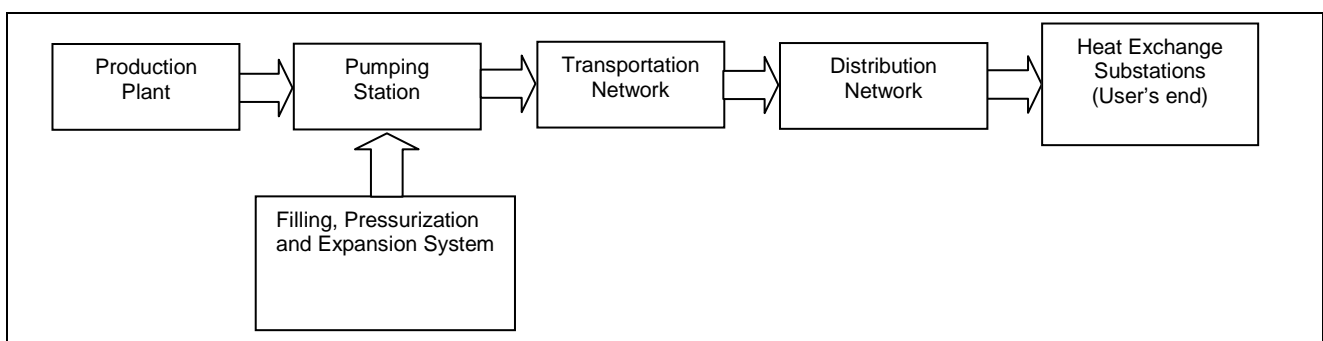 Production
Plant
Pumping
Station
Transportation
Network
Distribution
Network
Heat Exchange
Substations
(User's end)
Filling, Pressurization
and Expansion System